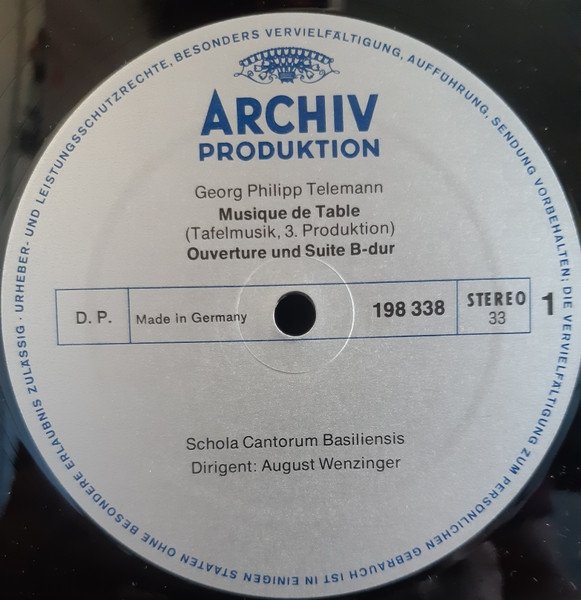 ARCHIV
PRODUKTION
Georg Philipp Telemann
Musique de Table
(Tafelmusik, 3. Produktion)
Ouverture und Suite B-dur
D. P.
Made in Germany
198 338
STEREO
33
1
Schola Cantorum Basiliensis
Dirigent: August Wenzinger
URHEBER- UND LEISTUNGSSCHUTZRECHTE, BESONDERS VERVIELFÄLTIGUNG, AUFFÜHRUNG, SENDUNG VORBEHALTEN; DIE VERVIELFÄLTIGUNG ZUM PERSÖNLICHEN GEBRAUCH IST IN EINIGEN STAATEN OHNE BESONDERE ERLAUBNIS ZULÄSSIG ·